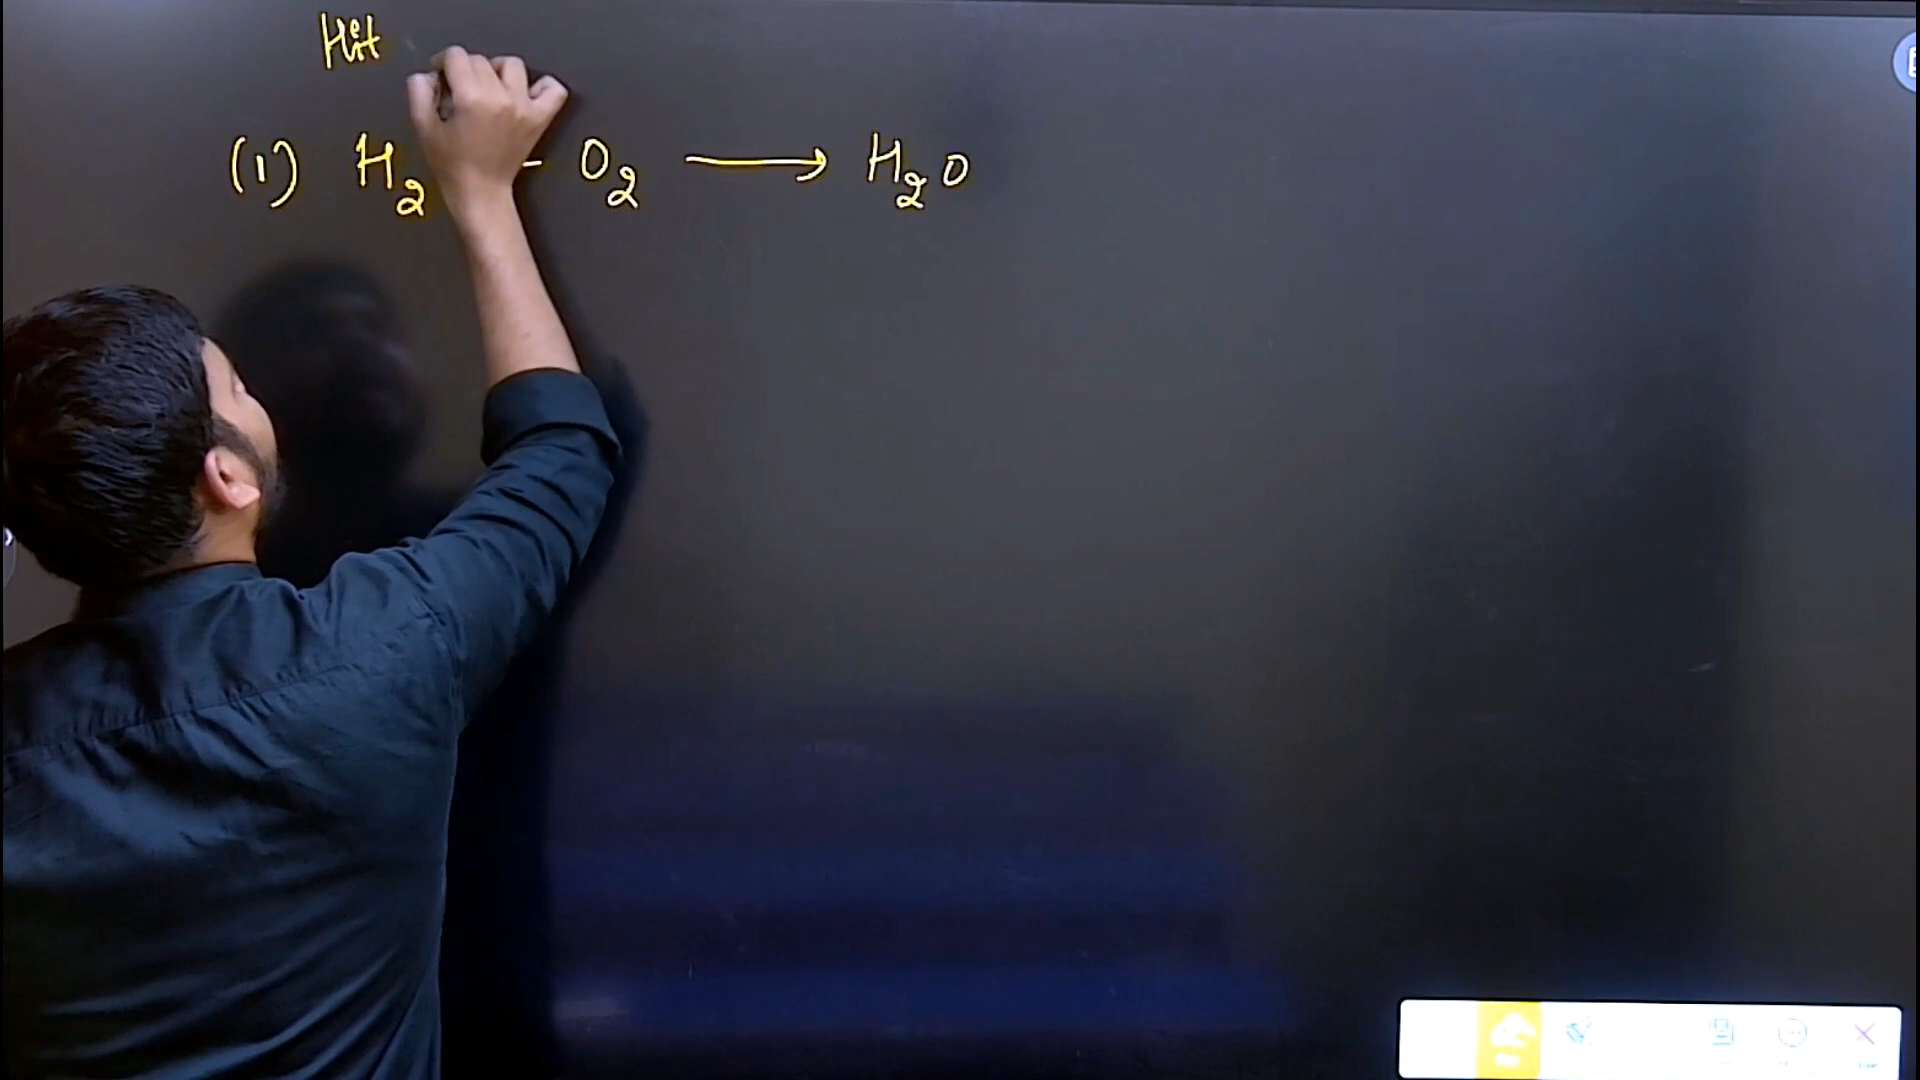 Hit
(1) H₂ - O₂ ⟶ H₂O